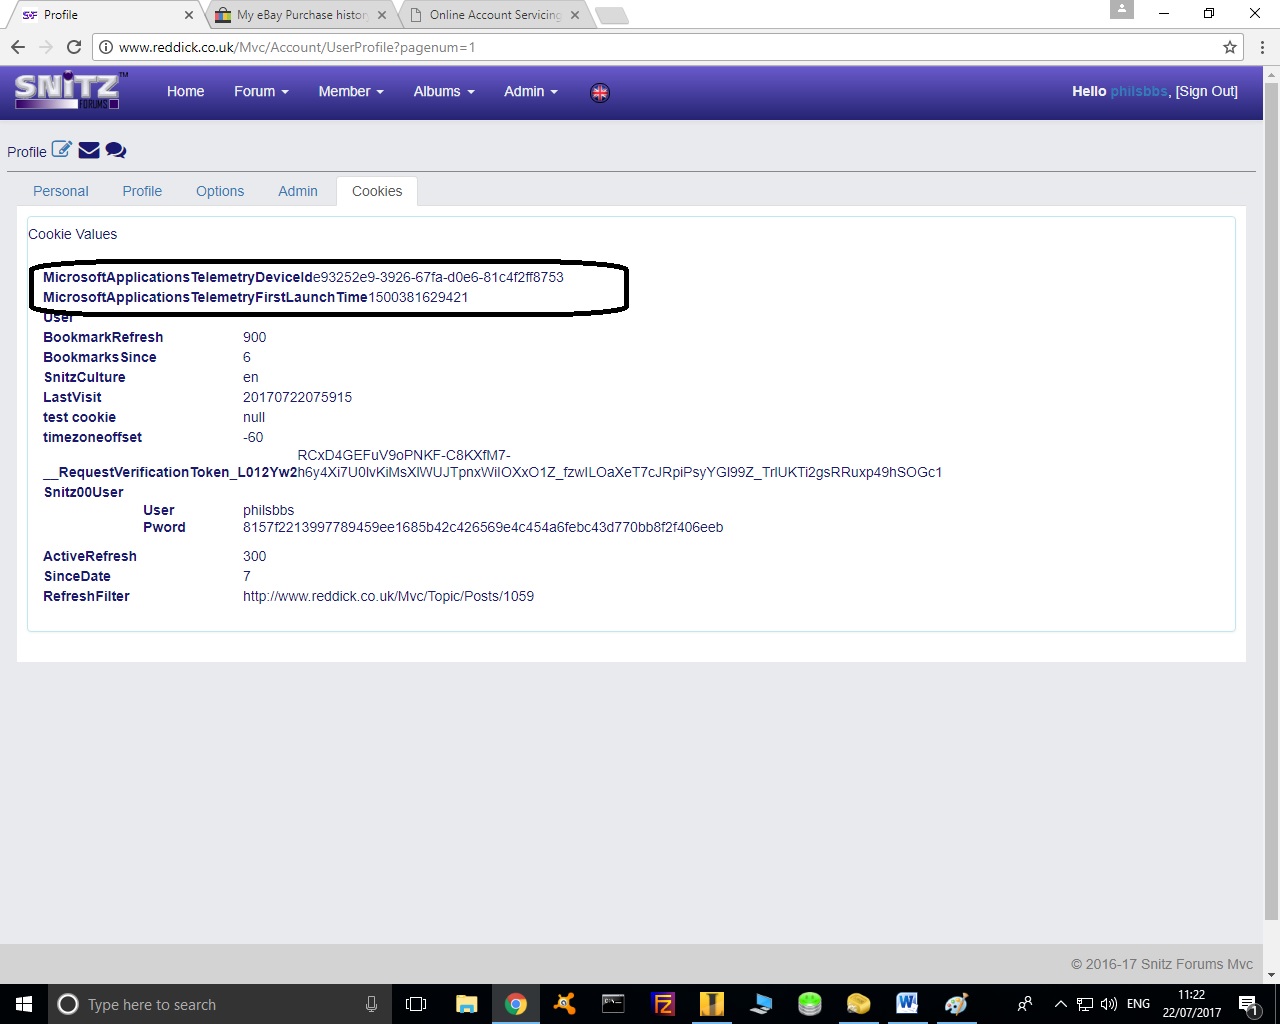 Profile
My eBay Purchase history
Online Account Servicing
www.reddick.co.uk/Mvc/Account/UserProfile?pagenum=1
SNiTZ™ FORUMS
Home Forum Member Albums Admin
Hello philsbbs, [Sign Out]
Profile
Personal Profile Options Admin Cookies
Cookie Values
MicrosoftApplicationsTelemetryDeviceIde93252e9-3926-67fa-d0e6-81c4f2ff8753
MicrosoftApplicationsTelemetryFirstLaunchTime1500381629421
User
BookmarkRefresh 900
BookmarksSince 6
SnitzCulture en
LastVisit 20170722075915
test cookie null
timezoneoffset -60
RCxD4GEFuV9oPNKF-C8KXfM7-
__RequestVerificationToken_L012Yw2h6y4Xi7U0lvKiMsXlWUJTpnxWiIOXxO1Z_fzwILOaXeT7cJRpiPsyYGl99Z_TrlUKTi2gsRRuxp49hSOGc1
Snitz00User
User philsbbs
Pword 8157f2213997789459ee1685b42c426569e4c454a6febc43d770bb8f2f406eeb
ActiveRefresh 300
SinceDate 7
RefreshFilter http://www.reddick.co.uk/Mvc/Topic/Posts/1059
© 2016-17 Snitz Forums Mvc
Type here to search
ENG
11:22
22/07/2017
1